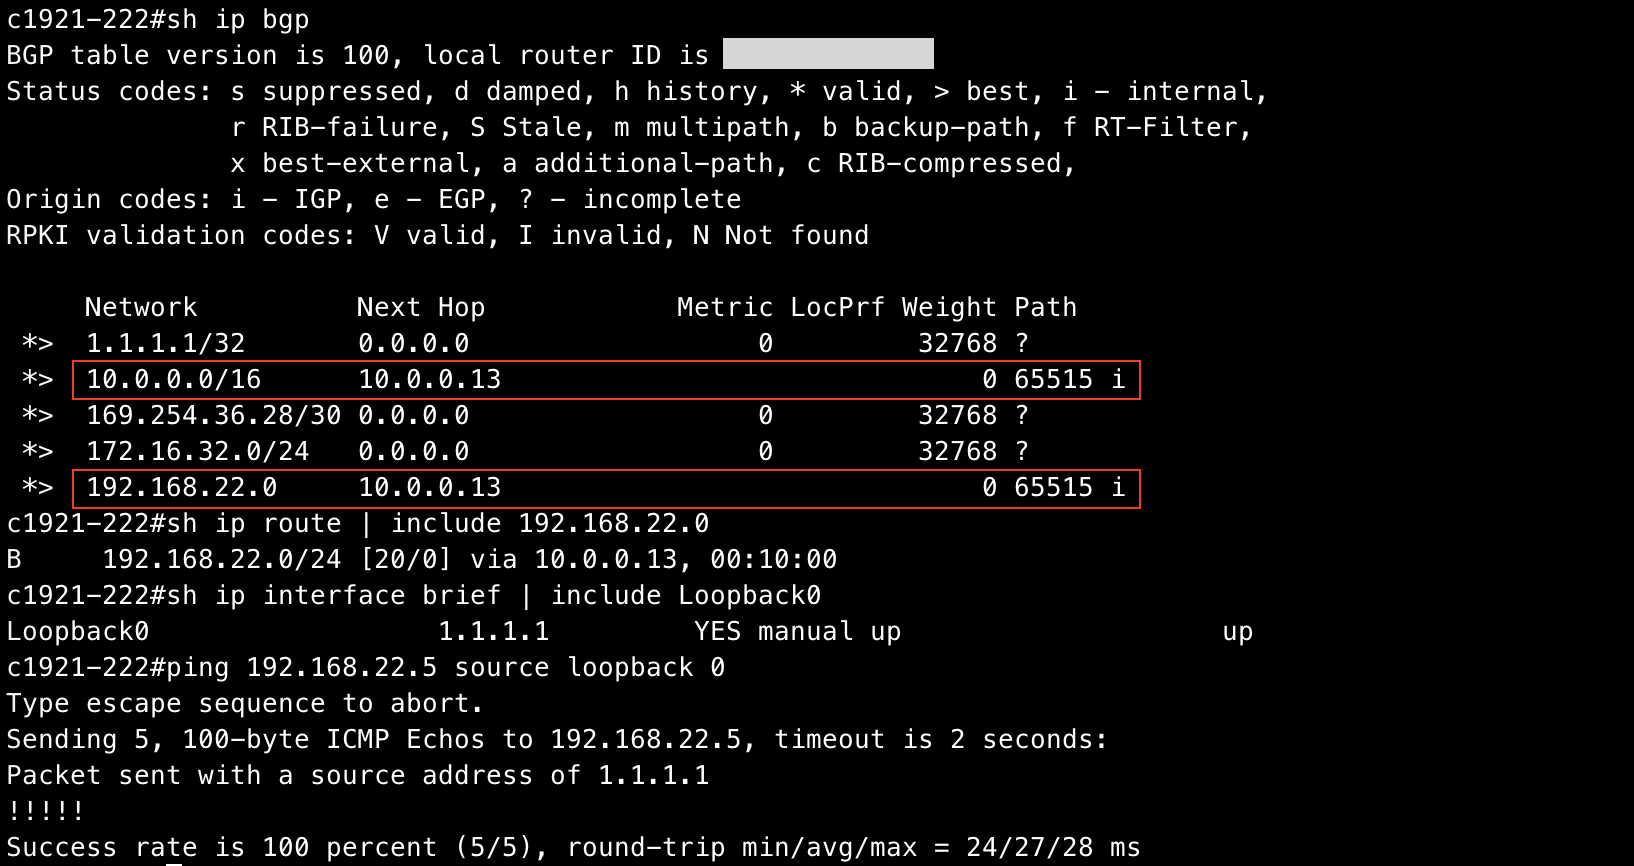 c1921-222#sh ip bgp
BGP table version is 100, local router ID is
Status codes: s suppressed, d damped, h history, * valid, > best, i - internal,
              r RIB-failure, S Stale, m multipath, b backup-path, f RT-Filter,
              x best-external, a additional-path, c RIB-compressed,
Origin codes: i - IGP, e - EGP, ? - incomplete
RPKI validation codes: V valid, I invalid, N Not found

     Network          Next Hop            Metric LocPrf Weight Path
 *>  1.1.1.1/32       0.0.0.0                  0         32768 ?
 *>  10.0.0.0/16      10.0.0.13                              0 65515 i
 *>  169.254.36.28/30 0.0.0.0                  0         32768 ?
 *>  172.16.32.0/24   0.0.0.0                  0         32768 ?
 *>  192.168.22.0     10.0.0.13                              0 65515 i
c1921-222#sh ip route | include 192.168.22.0
B     192.168.22.0/24 [20/0] via 10.0.0.13, 00:10:00
c1921-222#sh ip interface brief | include Loopback0
Loopback0                  1.1.1.1         YES manual up                    up
c1921-222#ping 192.168.22.5 source loopback 0
Type escape sequence to abort.
Sending 5, 100-byte ICMP Echos to 192.168.22.5, timeout is 2 seconds:
Packet sent with a source address of 1.1.1.1
!!!!!
Success rate is 100 percent (5/5), round-trip min/avg/max = 24/27/28 ms